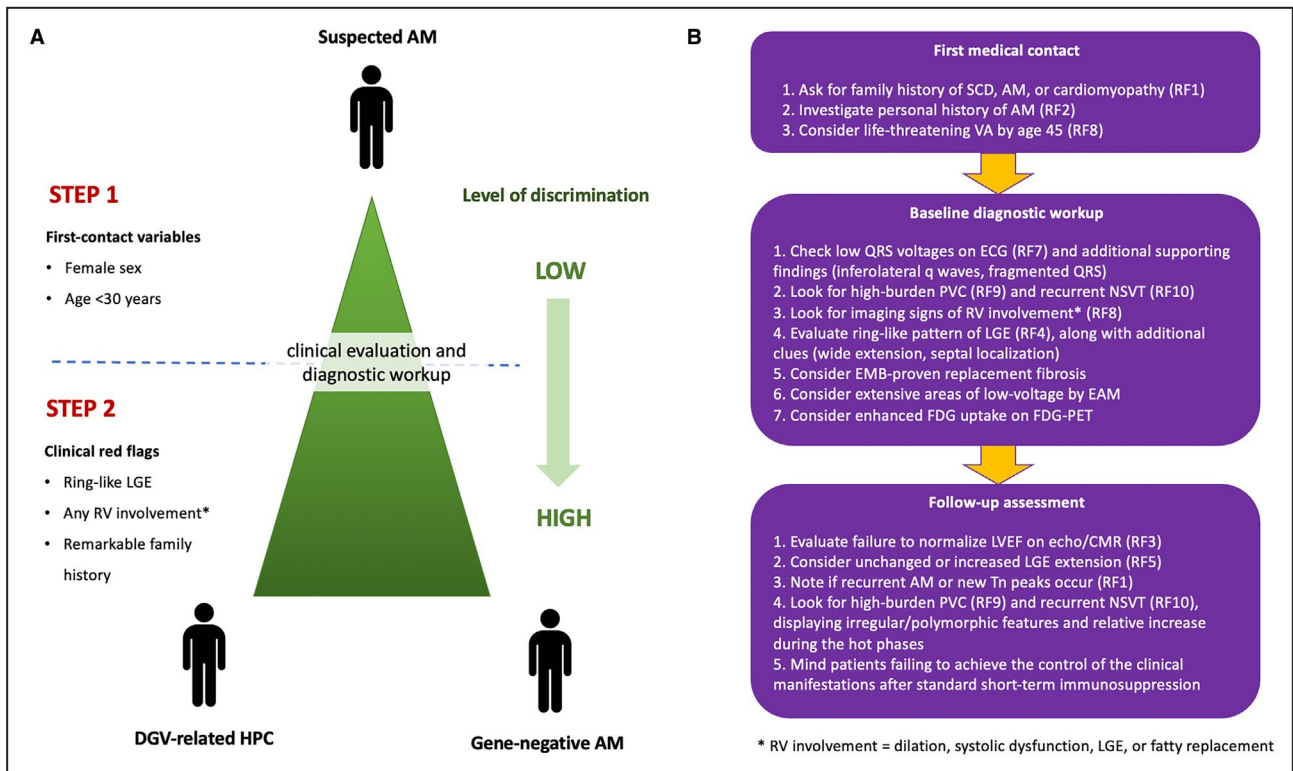 A
Suspected AM
STEP 1
First-contact variables
• Female sex
• Age <30 years
Level of discrimination
LOW
clinical evaluation and
diagnostic workup
STEP 2
Clinical red flags
• Ring-like LGE
• Any RV involvement*
• Remarkable family
history
HIGH
DGV-related HPC
Gene-negative AM
B
First medical contact
1. Ask for family history of SCD, AM, or cardiomyopathy (RF1)
2. Investigate personal history of AM (RF2)
3. Consider life-threatening VA by age 45 (RF8)
Baseline diagnostic workup
1. Check low QRS voltages on ECG (RF7) and additional supporting
findings (inferolateral q waves, fragmented QRS)
2. Look for high-burden PVC (RF9) and recurrent NSVT (RF10)
3. Look for imaging signs of RV involvement* (RF8)
4. Evaluate ring-like pattern of LGE (RF4), along with additional
clues (wide extension, septal localization)
5. Consider EMB-proven replacement fibrosis
6. Consider extensive areas of low-voltage by EAM
7. Consider enhanced FDG uptake on FDG-PET
Follow-up assessment
1. Evaluate failure to normalize LVEF on echo/CMR (RF3)
2. Consider unchanged or increased LGE extension (RF5)
3. Note if recurrent AM or new Tn peaks occur (RF1)
4. Look for high-burden PVC (RF9) and recurrent NSVT (RF10),
displaying irregular/polymorphic features and relative increase
during the hot phases
5. Mind patients failing to achieve the control of the clinical
manifestations after standard short-term immunosuppression
* RV involvement = dilation, systolic dysfunction, LGE, or fatty replacement